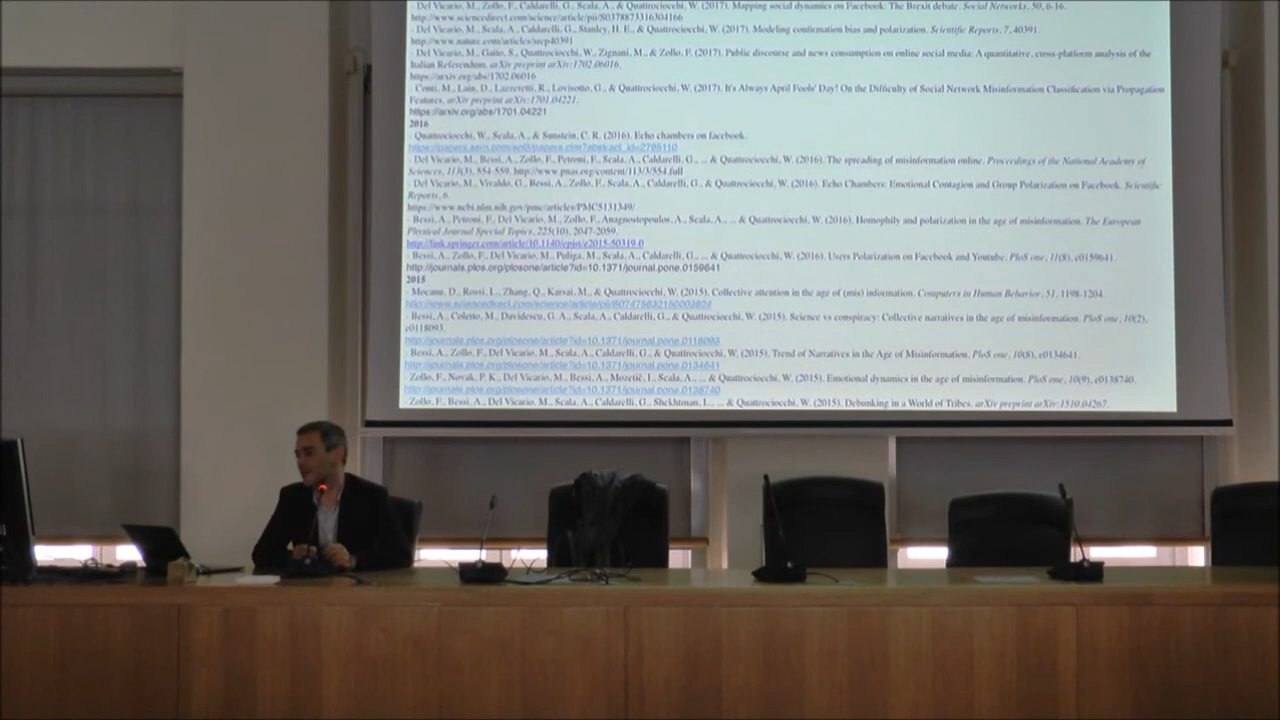 - Del Vicario, M., Zollo, F., Caldarelli, G., Scala, A., & Quattrociocchi, W. (2017). Mapping social dynamics on Facebook: The Brexit debate. Social Networks, 50, 6-16.
http://www.sciencedirect.com/science/article/pii/S0378873316304166
- Del Vicario, M., Scala, A., Caldarelli, G., Stanley, H. E., & Quattrociocchi, W. (2017). Modeling confirmation bias and polarization. Scientific Reports, 7, 40391.
http://www.nature.com/articles/srep40391
- Del Vicario, M., Gaito, S., Quattrociocchi, W., Zignani, M., & Zollo, F. (2017). Public discourse and news consumption on online social media: A quantitative, cross-platform analysis of the
Italian Referendum. arXiv preprint arXiv:1702.06016.
https://arxiv.org/abs/1702.06016
- Conti, M., Lain, D., Lazzeretti, R., Lovisotto, G., & Quattrociocchi, W. (2017). It's Always April Fools' Day! On the Difficulty of Social Network Misinformation Classification via Propagation
Features. arXiv preprint arXiv:1701.04221.
https://arxiv.org/abs/1701.04221
2016
- Quattrociocchi, W., Scala, A., & Sunstein, C. R. (2016). Echo chambers on facebook.
https://papers.ssrn.com/sol3/papers.cfm?abstract_id=2795110
- Del Vicario, M., Bessi, A., Zollo, F., Petroni, F., Scala, A., Caldarelli, G., ... & Quattrociocchi, W. (2016). The spreading of misinformation online. Proceedings of the National Academy of
Sciences, 113(3), 554-559. http://www.pnas.org/content/113/3/554.full
- Del Vicario, M., Vivaldo, G., Bessi, A., Zollo, F., Scala, A., Caldarelli, G., & Quattrociocchi, W. (2016). Echo Chambers: Emotional Contagion and Group Polarization on Facebook. Scientific
Reports, 6.
https://www.ncbi.nlm.nih.gov/pmc/articles/PMC5131349/
- Bessi, A., Petroni, F., Del Vicario, M., Zollo, F., Anagnostopoulos, A., Scala, A., ... & Quattrociocchi, W. (2016). Homophily and polarization in the age of misinformation. The European
Physical Journal Special Topics, 225(10), 2047-2059.
http://link.springer.com/article/10.1140/epjst/e2015-50319-0
- Bessi, A., Zollo, F., Del Vicario, M., Puliga, M., Scala, A., Caldarelli, G., ... & Quattrociocchi, W. (2016). Users Polarization on Facebook and Youtube. PloS one, 11(8), e0159641.
http://journals.plos.org/plosone/article?id=10.1371/journal.pone.0159641
2015
- Mocanu, D., Rossi, L., Zhang, Q., Karsai, M., & Quattrociocchi, W. (2015). Collective attention in the age of (mis) information. Computers in Human Behavior, 51, 1198-1204.
http://www.sciencedirect.com/science/article/pii/S0747563215000382#
- Bessi, A., Coletto, M., Davidescu, G. A., Scala, A., Caldarelli, G., & Quattrociocchi, W. (2015). Science vs conspiracy: Collective narratives in the age of misinformation. PloS one, 10(2),
e0118093.
http://journals.plos.org/plosone/article?id=10.1371/journal.pone.0118093
- Bessi, A., Zollo, F., Del Vicario, M., Scala, A., Caldarelli, G., & Quattrociocchi, W. (2015). Trend of Narratives in the Age of Misinformation. PloS one, 10(8), e0134641.
http://journals.plos.org/plosone/article?id=10.1371/journal.pone.0134641
- Zollo, F., Novak, P. K., Del Vicario, M., Bessi, A., Mozetič, I., Scala, A., ... & Quattrociocchi, W. (2015). Emotional dynamics in the age of misinformation. PloS one, 10(9), e0138740.
http://journals.plos.org/plosone/article?id=10.1371/journal.pone.0138740
- Zollo, F., Bessi, A., Del Vicario, M., Scala, A., Caldarelli, G., Shekhtman, L., ... & Quattrociocchi, W. (2015). Debunking in a World of Tribes. arXiv preprint arXiv:1510.04267.